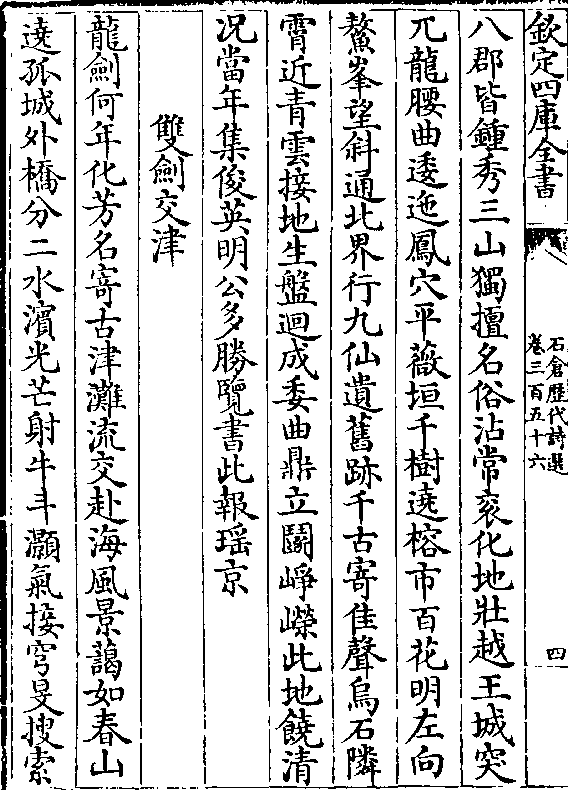 欽定四庫全書
石倉歷代詩選
卷三百五十六
四
八郡皆鍾秀三山獨擅名俗沾常衮化地壯越王城突
兀龍腰曲逶迤鳳穴平薇垣千樹遶榕市百花明左向
鰲峯望斜通北界行九仙遺舊跡千古寄佳聲烏石隣
霄近青雲接地生盤迴成委曲鼎立鬭崢嶸此地饒清
况當年集俊英明公多勝覽書此報瑶京
雙劍交津
龍劍何年化芳名寄古津灘流交赴海風景藹如春山
遶孤城外橋分二水濱光芒射牛斗灝氣接穹旻搜索